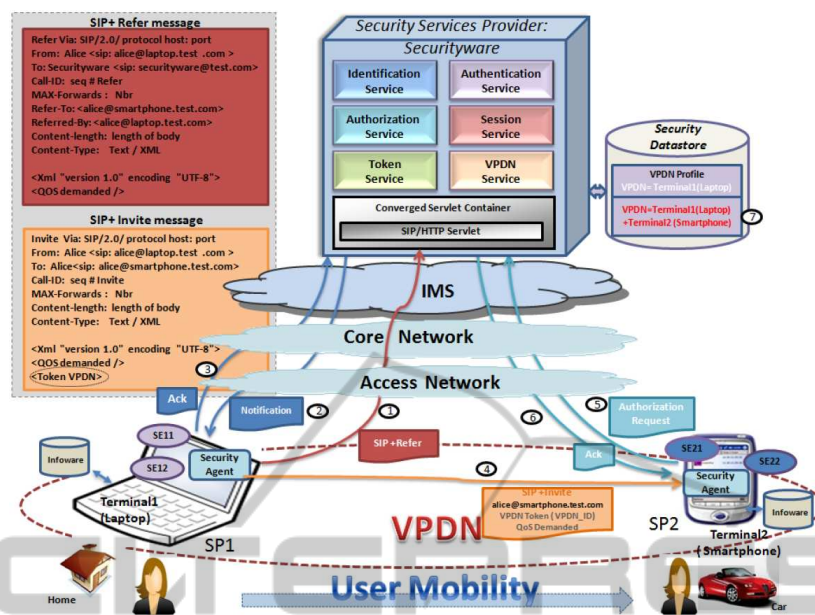 SIP+ Refer message
Refer Via: SIP/2.0/ protocol host: port
From:  Alice <sip: alice@laptop.test .com >
To: Securityware <sip: securityware@test.com>
Call-ID:  seq # Refer
MAX-Forwards :  Nbr
Refer-To: <alice@smartphone.test.com>
Referred-By: <alice@laptop.test.com>
Content-length:  length of body
Content-Type:   Text / XML
<Xml "version 1.0" encoding  "UTF-8">
<QOS demanded />
SIP+ Invite message
Invite Via: SIP/2.0/ protocol host: port
From:  Alice <sip: alice@laptop.test .com>
To:  Alice<sip: alice@smartphone.test.com>
Call-ID:  seq # Invite
MAX-Forwards :  Nbr
Content-length:  length of body
Content-Type:   Text / XML
<Xml "version 1.0" encoding  "UTF-8">
<QOS demanded />
<Token VPDN>
Security Services Provider:
Securityware
Identification
Service
Authentication
Service
Authorization
Service
Session
Service
Token
Service
VPDN
Service
Converged Servlet Container
SIP/HTTP Servlet
Security
Datastore
VPDN Profile
VPDN= Terminal1(Laptop)
VPDN=Terminal1(Laptop)
+Terminal2 (Smartphone)
7
IMS
Core Network
Access Network
3
Ack
Notification
2
1
6
5
Authorization
Request
SIP +Refer
Ack
SE11
SE12
Security
Agent
Infoware
Terminal1
(Laptop)
SP1
4
SIP +Invite
alice@smartphone.test.com
VPDN Token ( VPDN_ID)
QoS Demanded
SE21
SE22
Security
Agent
Infoware
SP2
Terminal2
( Smartphone)
VPDN
Home
User Mobility
Car